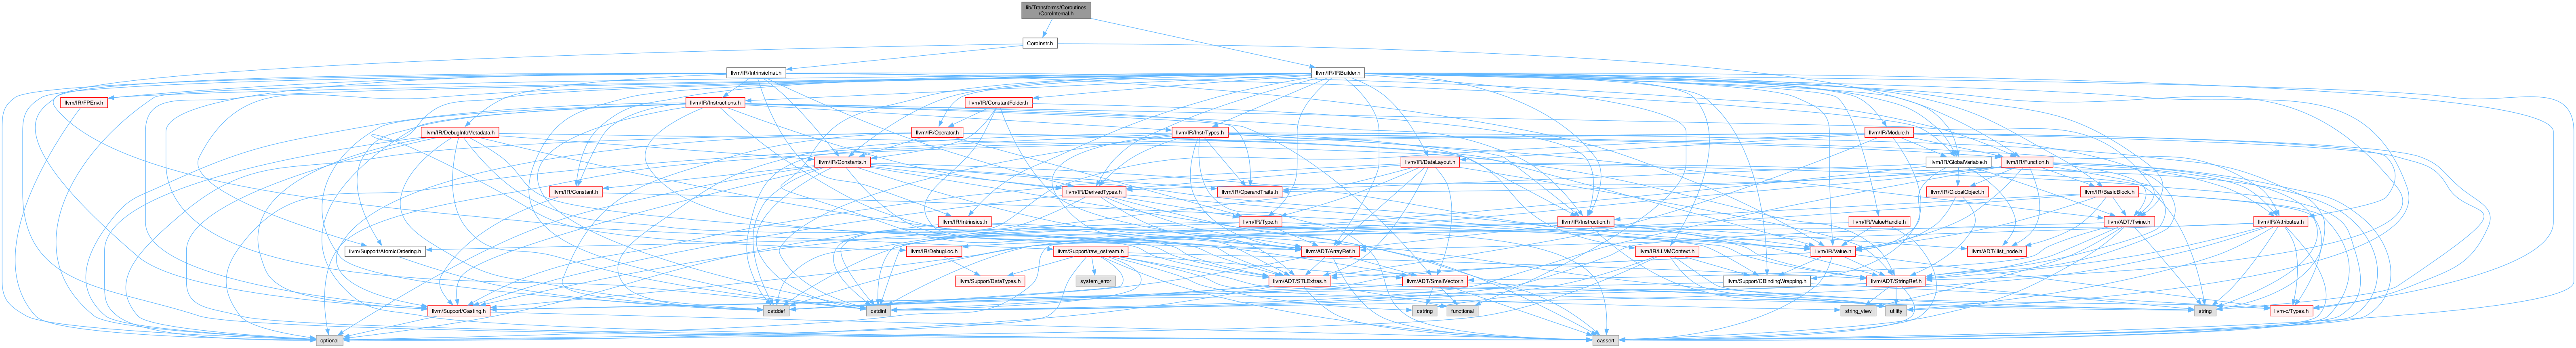 lib/Transforms/Coroutines
/CoroInternal.h
CoroInstr.h
llvm/IR/IntrinsicInst.h
llvm/IR/IRBuilder.h
llvm/IR/FPEnv.h
llvm/IR/Instructions.h
llvm/IR/ConstantFolder.h
llvm/IR/DebugInfoMetadata.h
llvm/IR/Operator.h
llvm/IR/InstrTypes.h
llvm/IR/Module.h
llvm/IR/Constants.h
llvm/IR/DataLayout.h
llvm/IR/GlobalVariable.h
llvm/IR/Function.h
llvm/IR/Constant.h
llvm/IR/DerivedTypes.h
llvm/IR/OperandTraits.h
llvm/IR/GlobalObject.h
llvm/IR/BasicBlock.h
llvm/IR/Intrinsics.h
llvm/IR/Type.h
llvm/IR/Instruction.h
llvm/IR/ValueHandle.h
llvm/ADT/Twine.h
llvm/IR/Attributes.h
llvm/Support/AtomicOrdering.h
llvm/IR/DebugLoc.h
llvm/Support/raw_ostream.h
llvm/ADT/ArrayRef.h
llvm/IR/LLVMContext.h
llvm/IR/Value.h
llvm/ADT/ilist_node.h
llvm/Support/DataTypes.h
system_error
llvm/ADT/STLExtras.h
llvm/ADT/SmallVector.h
llvm/Support/CBindingWrapping.h
llvm/ADT/StringRef.h
llvm/Support/Casting.h
cstddef
cstdint
cstring
functional
string_view
utility
string
llvm-c/Types.h
optional
cassert